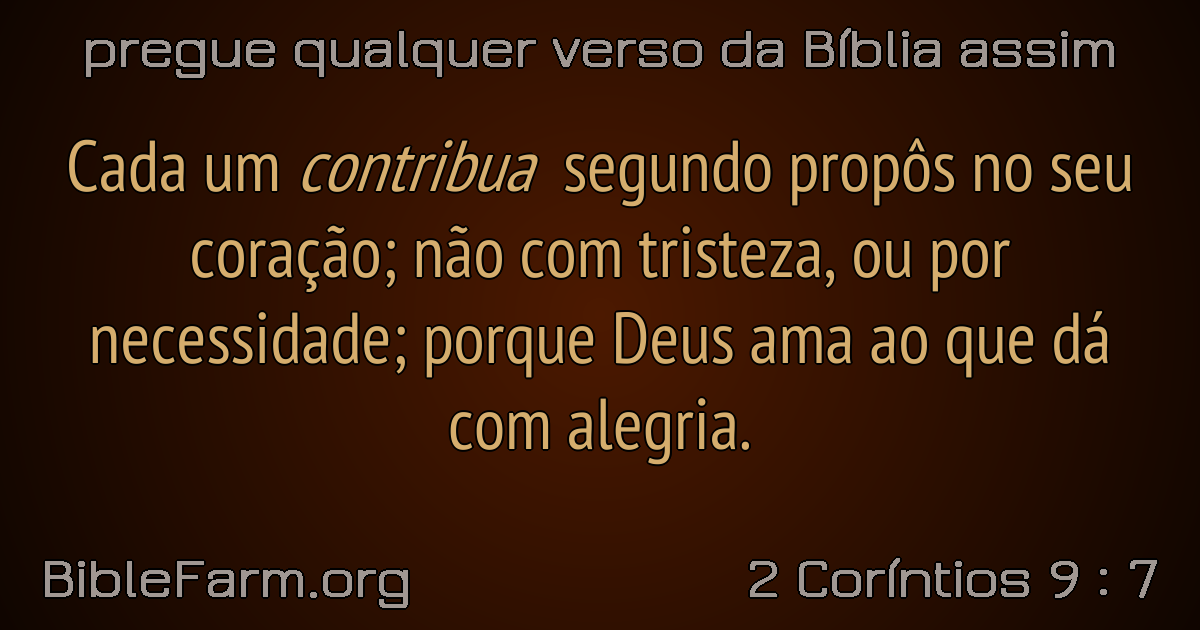 pregue qualquer verso da Bíblia assim
Cada um contribua segundo propôs no seu
coração; não com tristeza, ou por
necessidade; porque Deus ama ao que dá
com alegria.
BibleFarm.org
2 Coríntios 9 : 7